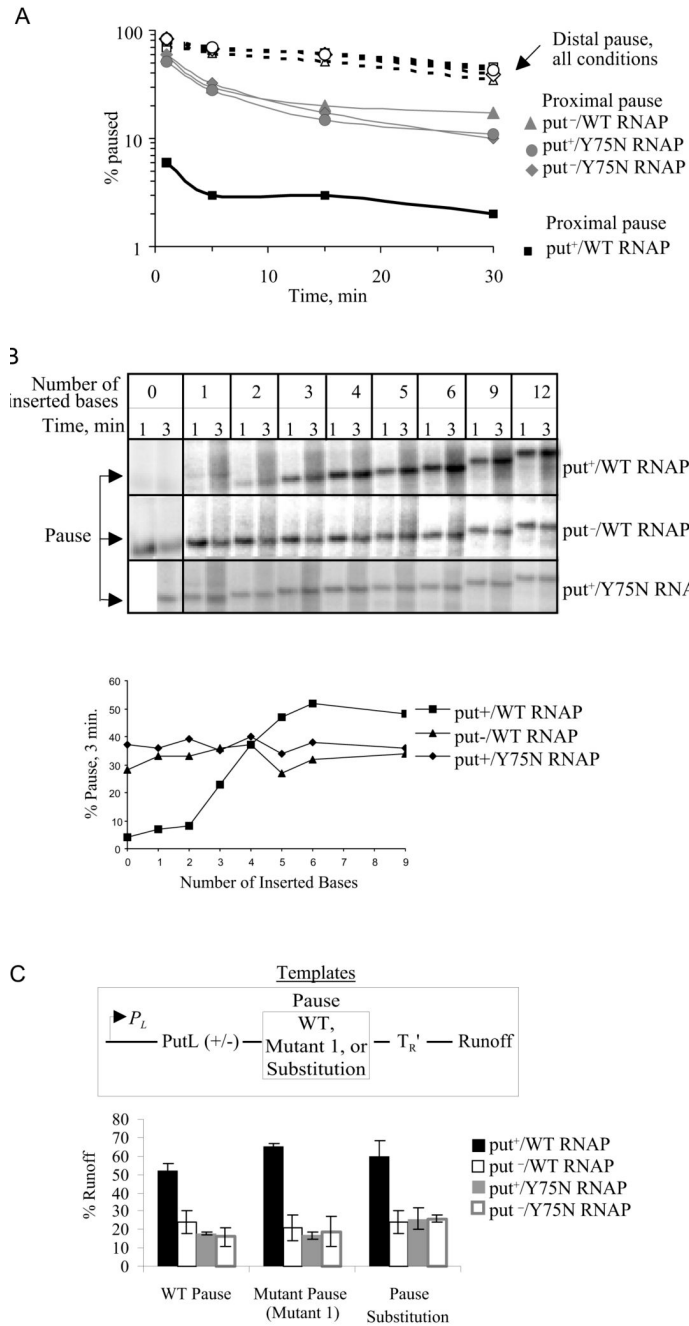 A
100
10
1
% paused
0
10
20
30
Time, min
Distal pause,
all conditions
Proximal pause
put⁻/WT RNAP
put⁺/Y75N RNAP
put⁻/Y75N RNAP
Proximal pause
put⁺/WT RNAP
B
Number of
inserted bases
0 1 2 3 4 5 6 9 12
Time, min
1 3 1 3 1 3 1 3 1 3 1 3 1 3 1 3 1 3
Pause
put⁺/WT RNAP
put⁻/WT RNAP
put⁺/Y75N RNA
60
50
40
30
20
10
0
% Pause, 3 min.
0 1 2 3 4 5 6 7 8 9
Number of Inserted Bases
put+/WT RNAP
put-/WT RNAP
put+/Y75N RNAP
C
Templates
P_L
PutL (+/-)
Pause
WT,
Mutant 1, or
Substitution
T_R'
Runoff
80
70
60
50
40
30
20
10
0
% Runoff
WT Pause
Mutant Pause
(Mutant 1)
Pause
Substitution
put⁺/WT RNAP
put ⁻/WT RNAP
put⁺/Y75N RNAP
put ⁻/Y75N RNAP